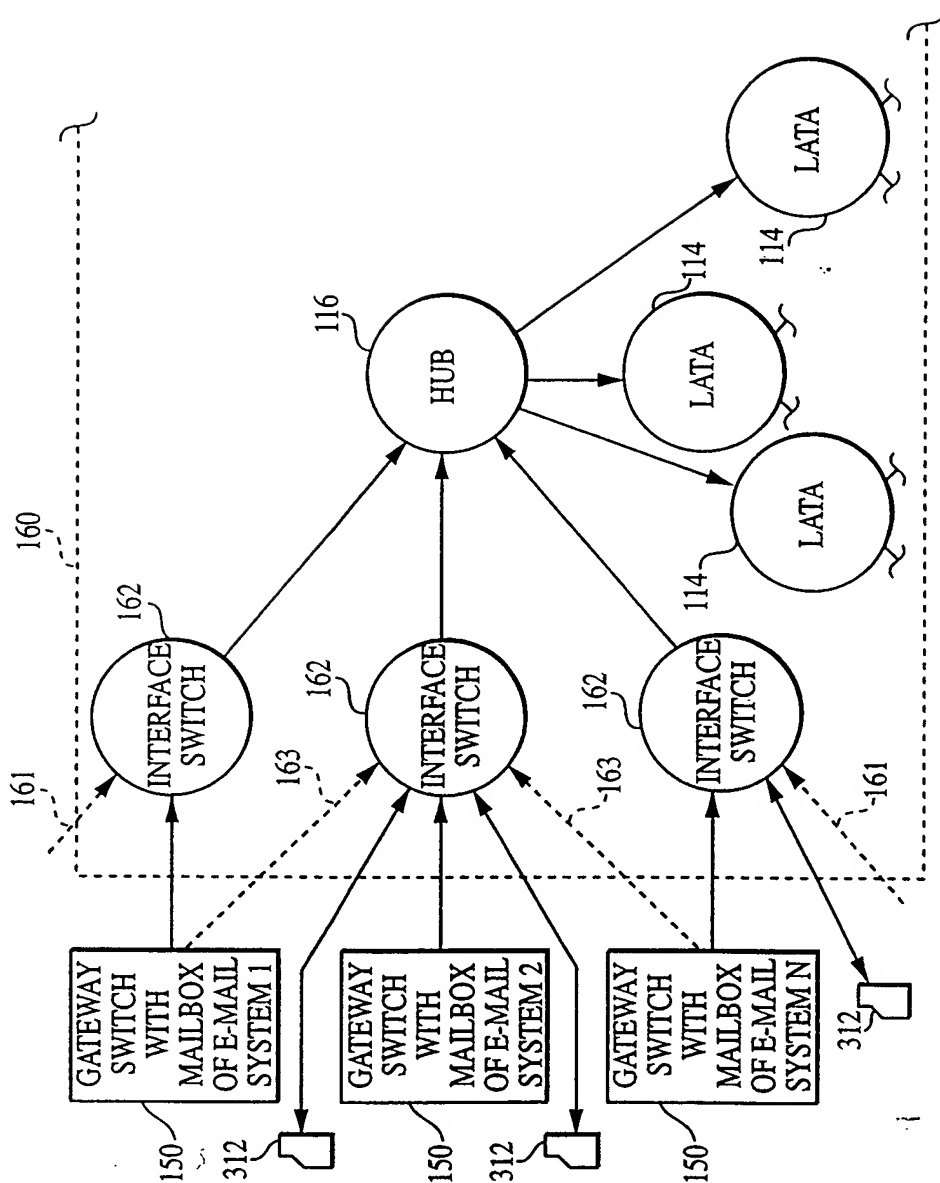 160
161
162
INTERFACE
SWITCH
GATEWAY
SWITCH
WITH
MAILBOX
OF E-MAIL
SYSTEM 1
150
163
312
162
INTERFACE
SWITCH
116
HUB
GATEWAY
SWITCH
WITH
MAILBOX
OF E-MAIL
SYSTEM 2
150
163
312
162
INTERFACE
SWITCH
161
GATEWAY
SWITCH
WITH
MAILBOX
OF E-MAIL
SYSTEM N
150
312
114
LATA
114
LATA
114
LATA